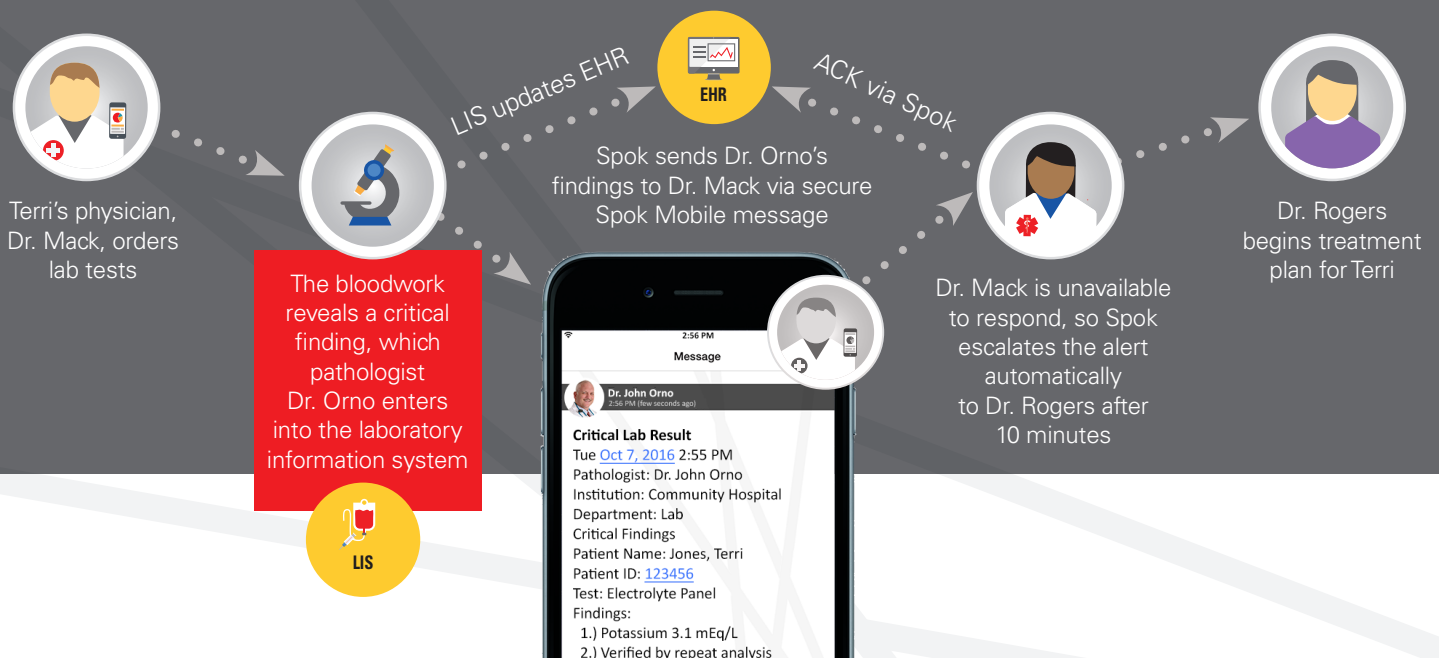 Terri's physician,
Dr. Mack, orders
lab tests
LIS updates EHR
The bloodwork
reveals a critical
finding, which
pathologist
Dr. Orno enters
into the laboratory
information system
LIS
EHR
Spok sends Dr. Orno's
findings to Dr. Mack via secure
Spok Mobile message
2:56 PM
Message
Dr. John Orno
2:56 PM (few seconds ago)
Critical Lab Result
Tue Oct 7, 2016 2:55 PM
Pathologist: Dr. John Orno
Institution: Community Hospital
Department: Lab
Critical Findings
Patient Name: Jones, Terri
Patient ID: 123456
Test: Electrolyte Panel
Findings:
1.) Potassium 3.1 mEq/L
2.) Verified by repeat analysis
ACK via Spok
Dr. Mack is unavailable
to respond, so Spok
escalates the alert
automatically
to Dr. Rogers after
10 minutes
Dr. Rogers
begins treatment
plan for Terri